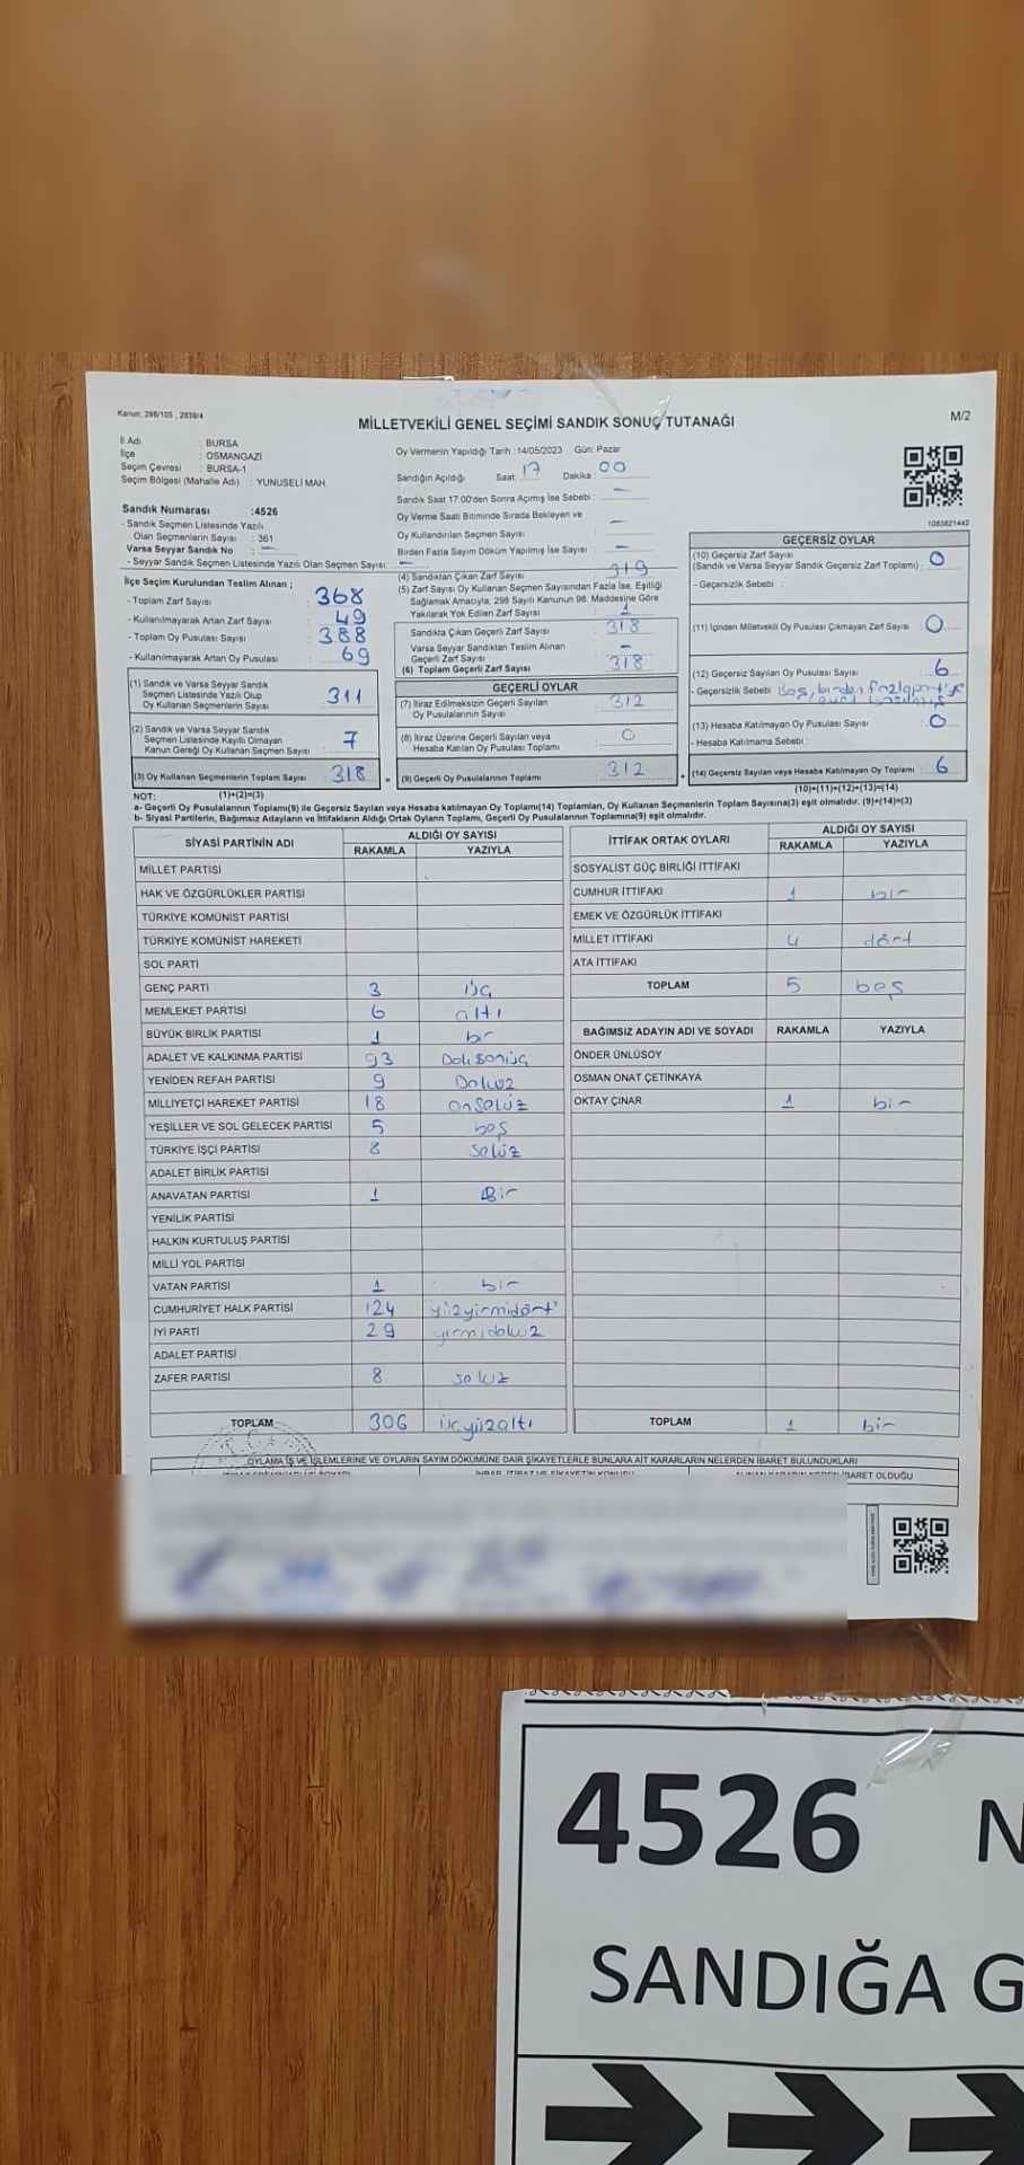 Kanun: 298/105 , 2839/4
MİLLETVEKİLİ GENEL SEÇİMİ SANDIK SONUÇ TUTANAĞI
M/2
İl Adı : BURSA
İlçe : OSMANGAZİ
Seçim Çevresi : BURSA-1
Seçim Bölgesi (Mahalle Adı) : YUNUSELİ MAH.
Oy Vermenin Yapıldığı Tarih :14/05/2023 Gün: Pazar
Sandığın Açıldığı Saat: 17 Dakika 00
Sandık Saat 17.00'den Sonra Açımış İse Sebebi : –
Oy Verme Saati Bitiminde Sırada Bekleyen ve
Oy Kullandırılan Seçmen Sayısı : –
Birden Fazla Sayım Döküm Yapılmış İse Sayısı : –
Sandık Numarası :4526
- Sandık Seçmen Listesinde Yazılı
Olan Seçmenlerin Sayısı : 361
Varsa Seyyar Sandık No : –
- Seyyar Sandık Seçmen Listesinde Yazılı Olan Seçmen Sayısı: –
İlçe Seçim Kurulundan Teslim Alınan ;
- Toplam Zarf Sayısı : 368
- Kullanılmayarak Artan Zarf Sayısı : 49
- Toplam Oy Pusulası Sayısı : 388
- Kullanılmayarak Artan Oy Pusulası : 69
(1) Sandık ve Varsa Seyyar Sandık
Seçmen Listesinde Yazılı Olup
Oy Kullanan Seçmenlerin Sayısı : 311
(2) Sandık ve Varsa Seyyar Sandık
Seçmen Listesinde Kayıtlı Olmayan
Kanun Gereği Oy Kullanan Seçmen Sayısı : 7
(3) Oy Kullanan Seçmenlerin Toplam Sayısı : 318
(1)+(2)=(3)
(4) Sandıktan Çıkan Zarf Sayısı : 319
(5) Zarf Sayısı Oy Kullanan Seçmen Sayısından Fazla İse, Eşitliği
Sağlamak Amacıyla, 298 Sayılı Kanunun 98. Maddesine Göre
Yakılarak Yok Edilen Zarf Sayısı : 1
Sandıkta Çıkan Geçerli Zarf Sayısı : 318
Varsa Seyyar Sandıktan Teslim Alınan
Geçerli Zarf Sayısı : –
(6) Toplam Geçerli Zarf Sayısı : 318
GEÇERLİ OYLAR
(7) İtiraz Edilmeksizin Geçerli Sayılan
Oy Pusulalarının Sayısı : 312
(8) İtiraz Üzerine Geçerli Sayılan veya
Hesaba Katılan Oy Pusulası Toplamı : 0
(9) Geçerli Oy Pusulalarının Toplamı : 312
1083821442
GEÇERSİZ OYLAR
(10) Geçersiz Zarf Sayısı
(Sandık ve Varsa Seyyar Sandık Geçersiz Zarf Toplamı) : 0
- Geçersizlik Sebebi :
(11) İçinden Milletvekili Oy Pusulası Çıkmayan Zarf Sayısı : 0
(12) Geçersiz Sayılan Oy Pusulası Sayısı : 6
- Geçersizlik Sebebi : Boş, birden fazla
(13) Hesaba Katılmayan Oy Pusulası Sayısı : 0
- Hesaba Katılmama Sebebi :
(14) Geçersiz Sayılan veya Hesaba Katılmayan Oy Toplamı : 6
(10)+(11)+(12)+(13)=(14)
NOT:
a- Geçerli Oy Pusulalarının Toplamı(9) ile Geçersiz Sayılan veya Hesaba katılmayan Oy Toplamı(14) Toplamları, Oy Kullanan Seçmenlerin Toplam Sayısına(3) eşit olmalıdır. (9)+(14)=(3)
b- Siyasi Partilerin, Bağımsız Adayların ve İttifakların Aldığı Ortak Oyların Toplamı, Geçerli Oy Pusulalarının Toplamına(9) eşit olmalıdır.
SİYASİ PARTİNİN ADI ALDIĞI OY SAYISI
RAKAMLA YAZIYLA
MİLLET PARTİSİ
HAK VE ÖZGÜRLÜKLER PARTİSİ
TÜRKİYE KOMÜNİST PARTİSİ
TÜRKİYE KOMÜNİST HAREKETİ
SOL PARTİ
GENÇ PARTİ 3 üç
MEMLEKET PARTİSİ 6 altı
BÜYÜK BİRLİK PARTİSİ 1 bir
ADALET VE KALKINMA PARTİSİ 93 Doksanüç
YENİDEN REFAH PARTİSİ 9 Dokuz
MİLLİYETÇİ HAREKET PARTİSİ 18 onsekiz
YEŞİLLER VE SOL GELECEK PARTİSİ 5 beş
TÜRKİYE İŞÇİ PARTİSİ 8 sekiz
ADALET BİRLİK PARTİSİ
ANAVATAN PARTİSİ 1 Bir
YENİLİK PARTİSİ
HALKIN KURTULUŞ PARTİSİ
MİLLİ YOL PARTİSİ
VATAN PARTİSİ 1 bir
CUMHURİYET HALK PARTİSİ 124 yüzyirmidört
İYİ PARTİ 29 yirmidokuz
ADALET PARTİSİ
ZAFER PARTİSİ 8 sekiz
TOPLAM 306 üçyüzaltı
İTTİFAK ORTAK OYLARI ALDIĞI OY SAYISI
RAKAMLA YAZIYLA
SOSYALİST GÜÇ BİRLİĞİ İTTİFAKI
CUMHUR İTTİFAKI 1 bir
EMEK VE ÖZGÜRLÜK İTTİFAKI
MİLLET İTTİFAKI 4 dört
ATA İTTİFAKI
TOPLAM 5 beş
BAĞIMSIZ ADAYIN ADI VE SOYADI RAKAMLA YAZIYLA
ÖNDER ÜNLÜSOY
OSMAN ONAT ÇETİNKAYA
OKTAY ÇINAR 1 bir
TOPLAM 1 bir
OYLAMA İŞ VE İŞLEMLERİNE VE OYLARIN SAYIM DÖKÜMÜNE DAİR ŞİKAYETLERLE BUNLARA AİT KARARLARIN NELERDEN İBARET BULUNDUKLARI
İHBAR, İTİRAZ VE ŞİKAYETİN KONUSU
İBARET OLDUĞU
4526 N
SANDIĞA G